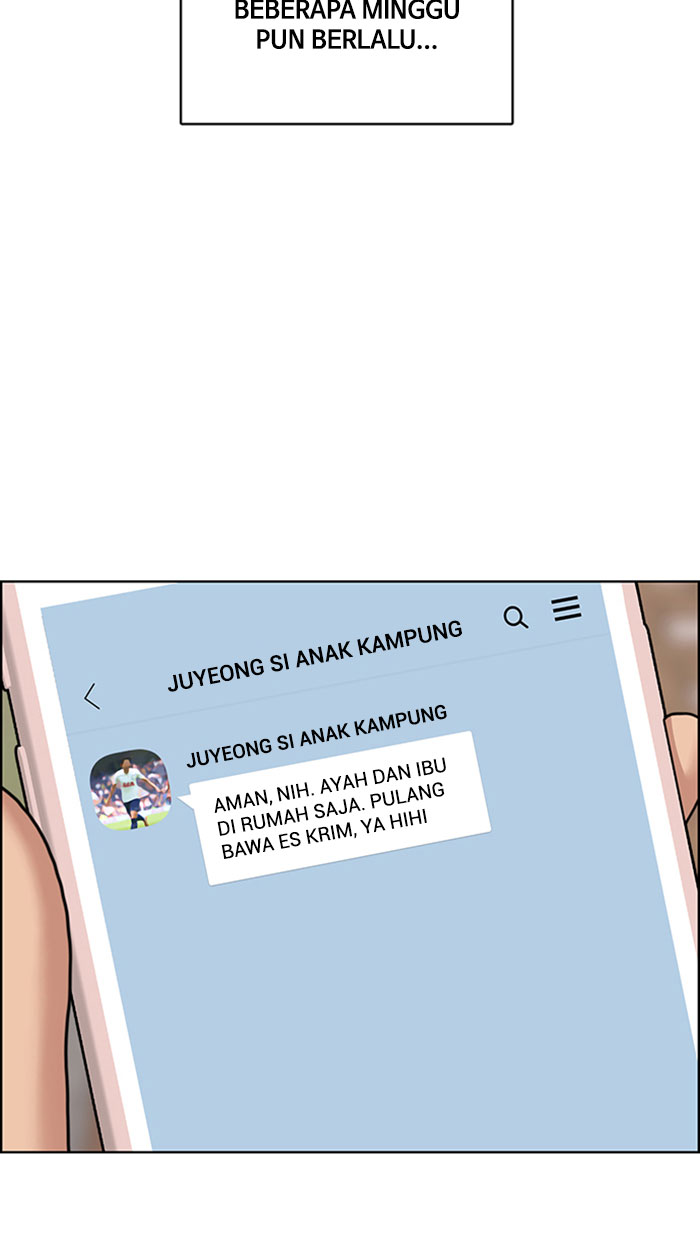 BEBERAPA MINGGU
PUN BERLALU...
JUYEONG SI ANAK KAMPUNG
JUYEONG SI ANAK KAMPUNG
AMAN, NIH. AYAH DAN IBU
DI RUMAH SAJA. PULANG
BAWA ES KRIM, YA HIHI